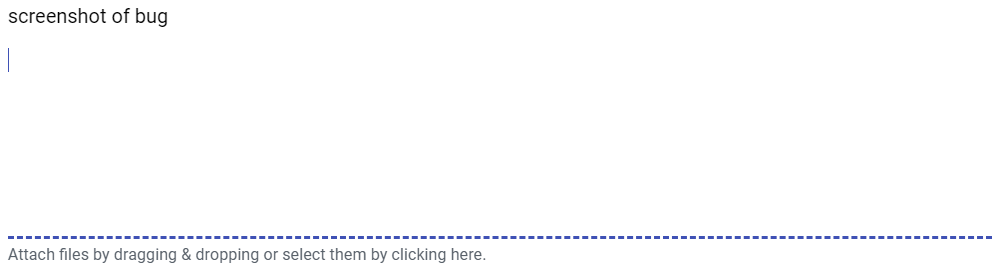 screenshot of bug
Attach files by dragging & dropping or select them by clicking here.